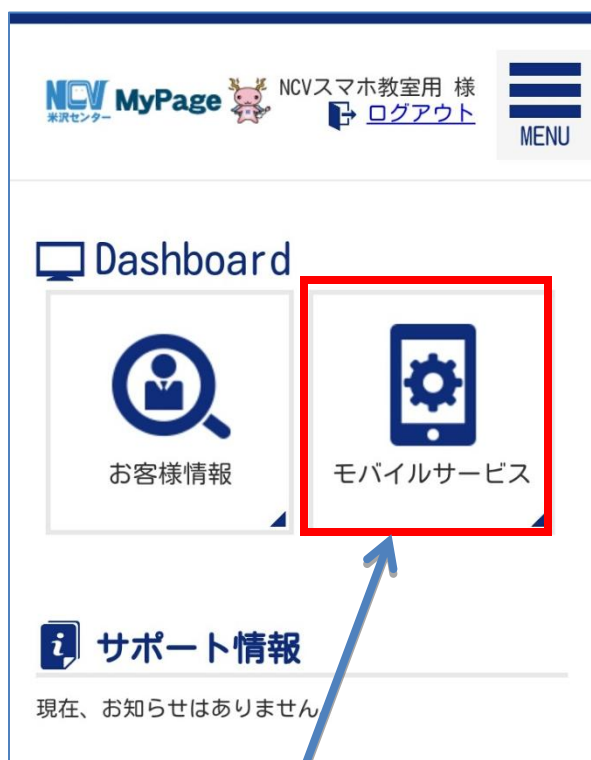 NCV MyPage NCVスマホ教室用 様
米沢センター ログアウト
MENU
Dashboard
お客様情報 モバイルサービス
i サポート情報
現在、お知らせはありません